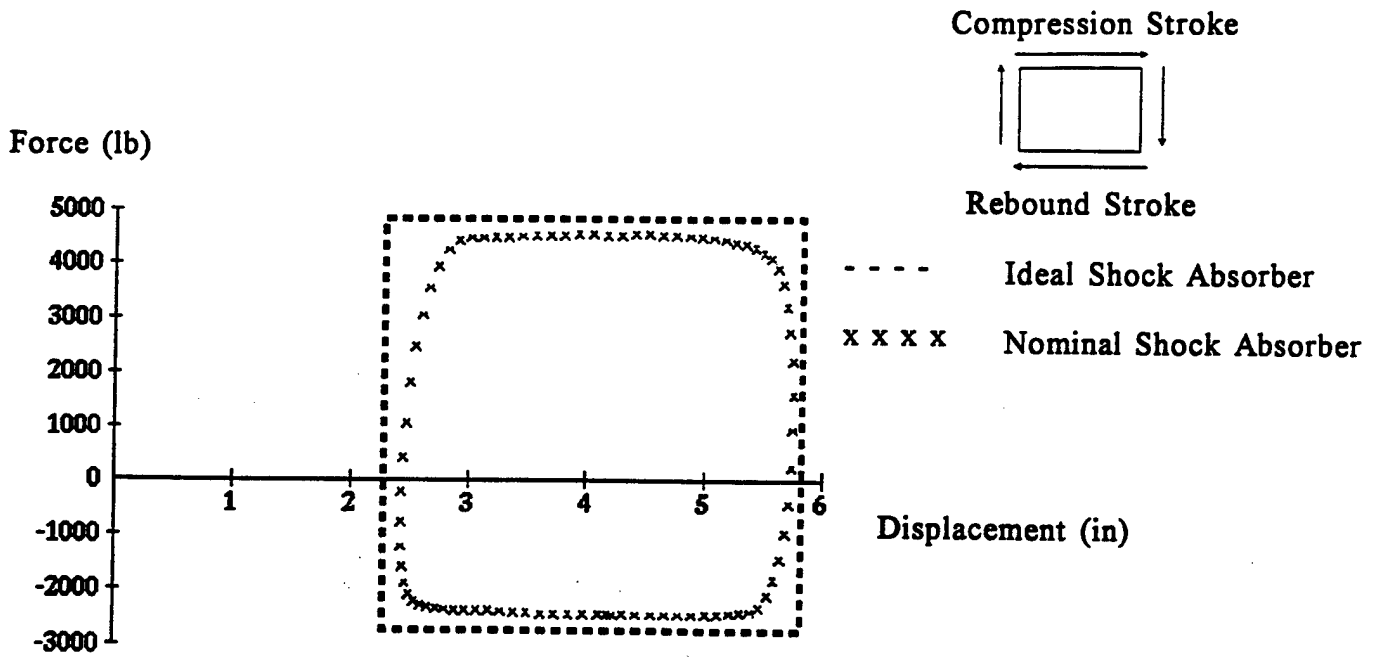 Compression Stroke
Force (lb)
Rebound Stroke
5000
4000
3000
2000
1000
0
-1000
-2000
-3000
1 2 3 4 5 6
Displacement (in)
- - - - Ideal Shock Absorber
x x x x Nominal Shock Absorber